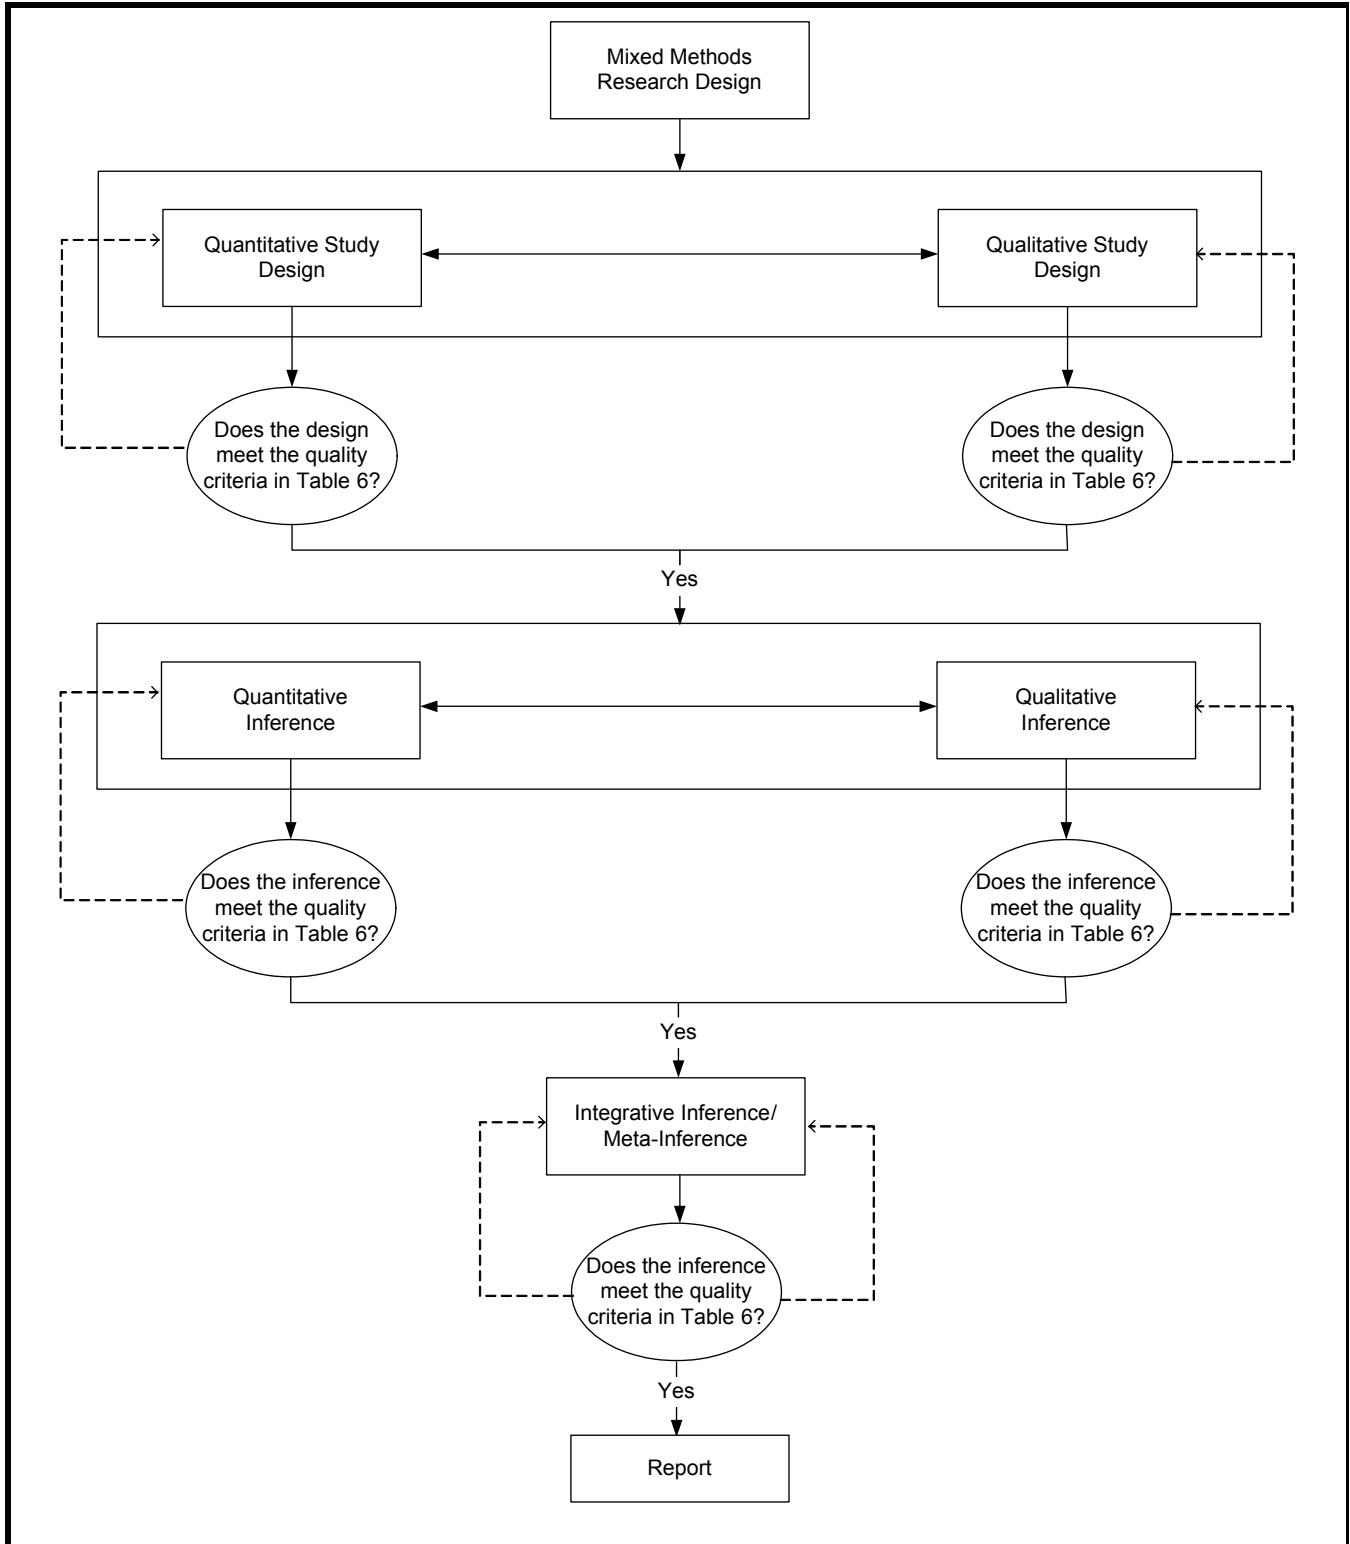 Mixed Methods
Research Design
Quantitative Study
Design
Qualitative Study
Design
Does the design
meet the quality
criteria in Table 6?
Does the design
meet the quality
criteria in Table 6?
Yes
Quantitative
Inference
Qualitative
Inference
Does the inference
meet the quality
criteria in Table 6?
Does the inference
meet the quality
criteria in Table 6?
Yes
Integrative Inference/
Meta-Inference
Does the inference
meet the quality
criteria in Table 6?
Yes
Report